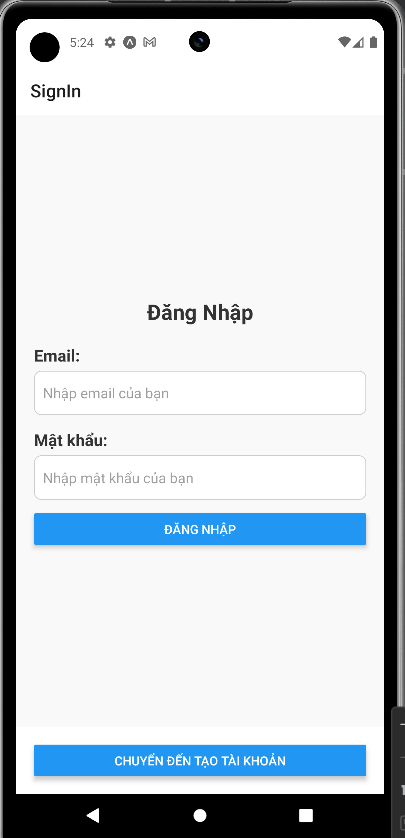 5:24
SignIn
Đăng Nhập
Email:
Nhập email của bạn
Mật khẩu:
Nhập mật khẩu của bạn
ĐĂNG NHẬP
CHUYỂN ĐẾN TẠO TÀI KHOẢN